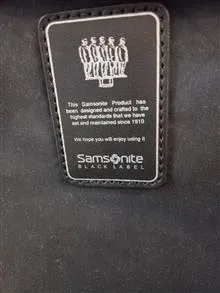 This Samsonite Product has
been designed and crafted to the
highest standards that we have
set and maintained since 1910
We hope you will enjoy using it
Samsonite
BLACK LABEL